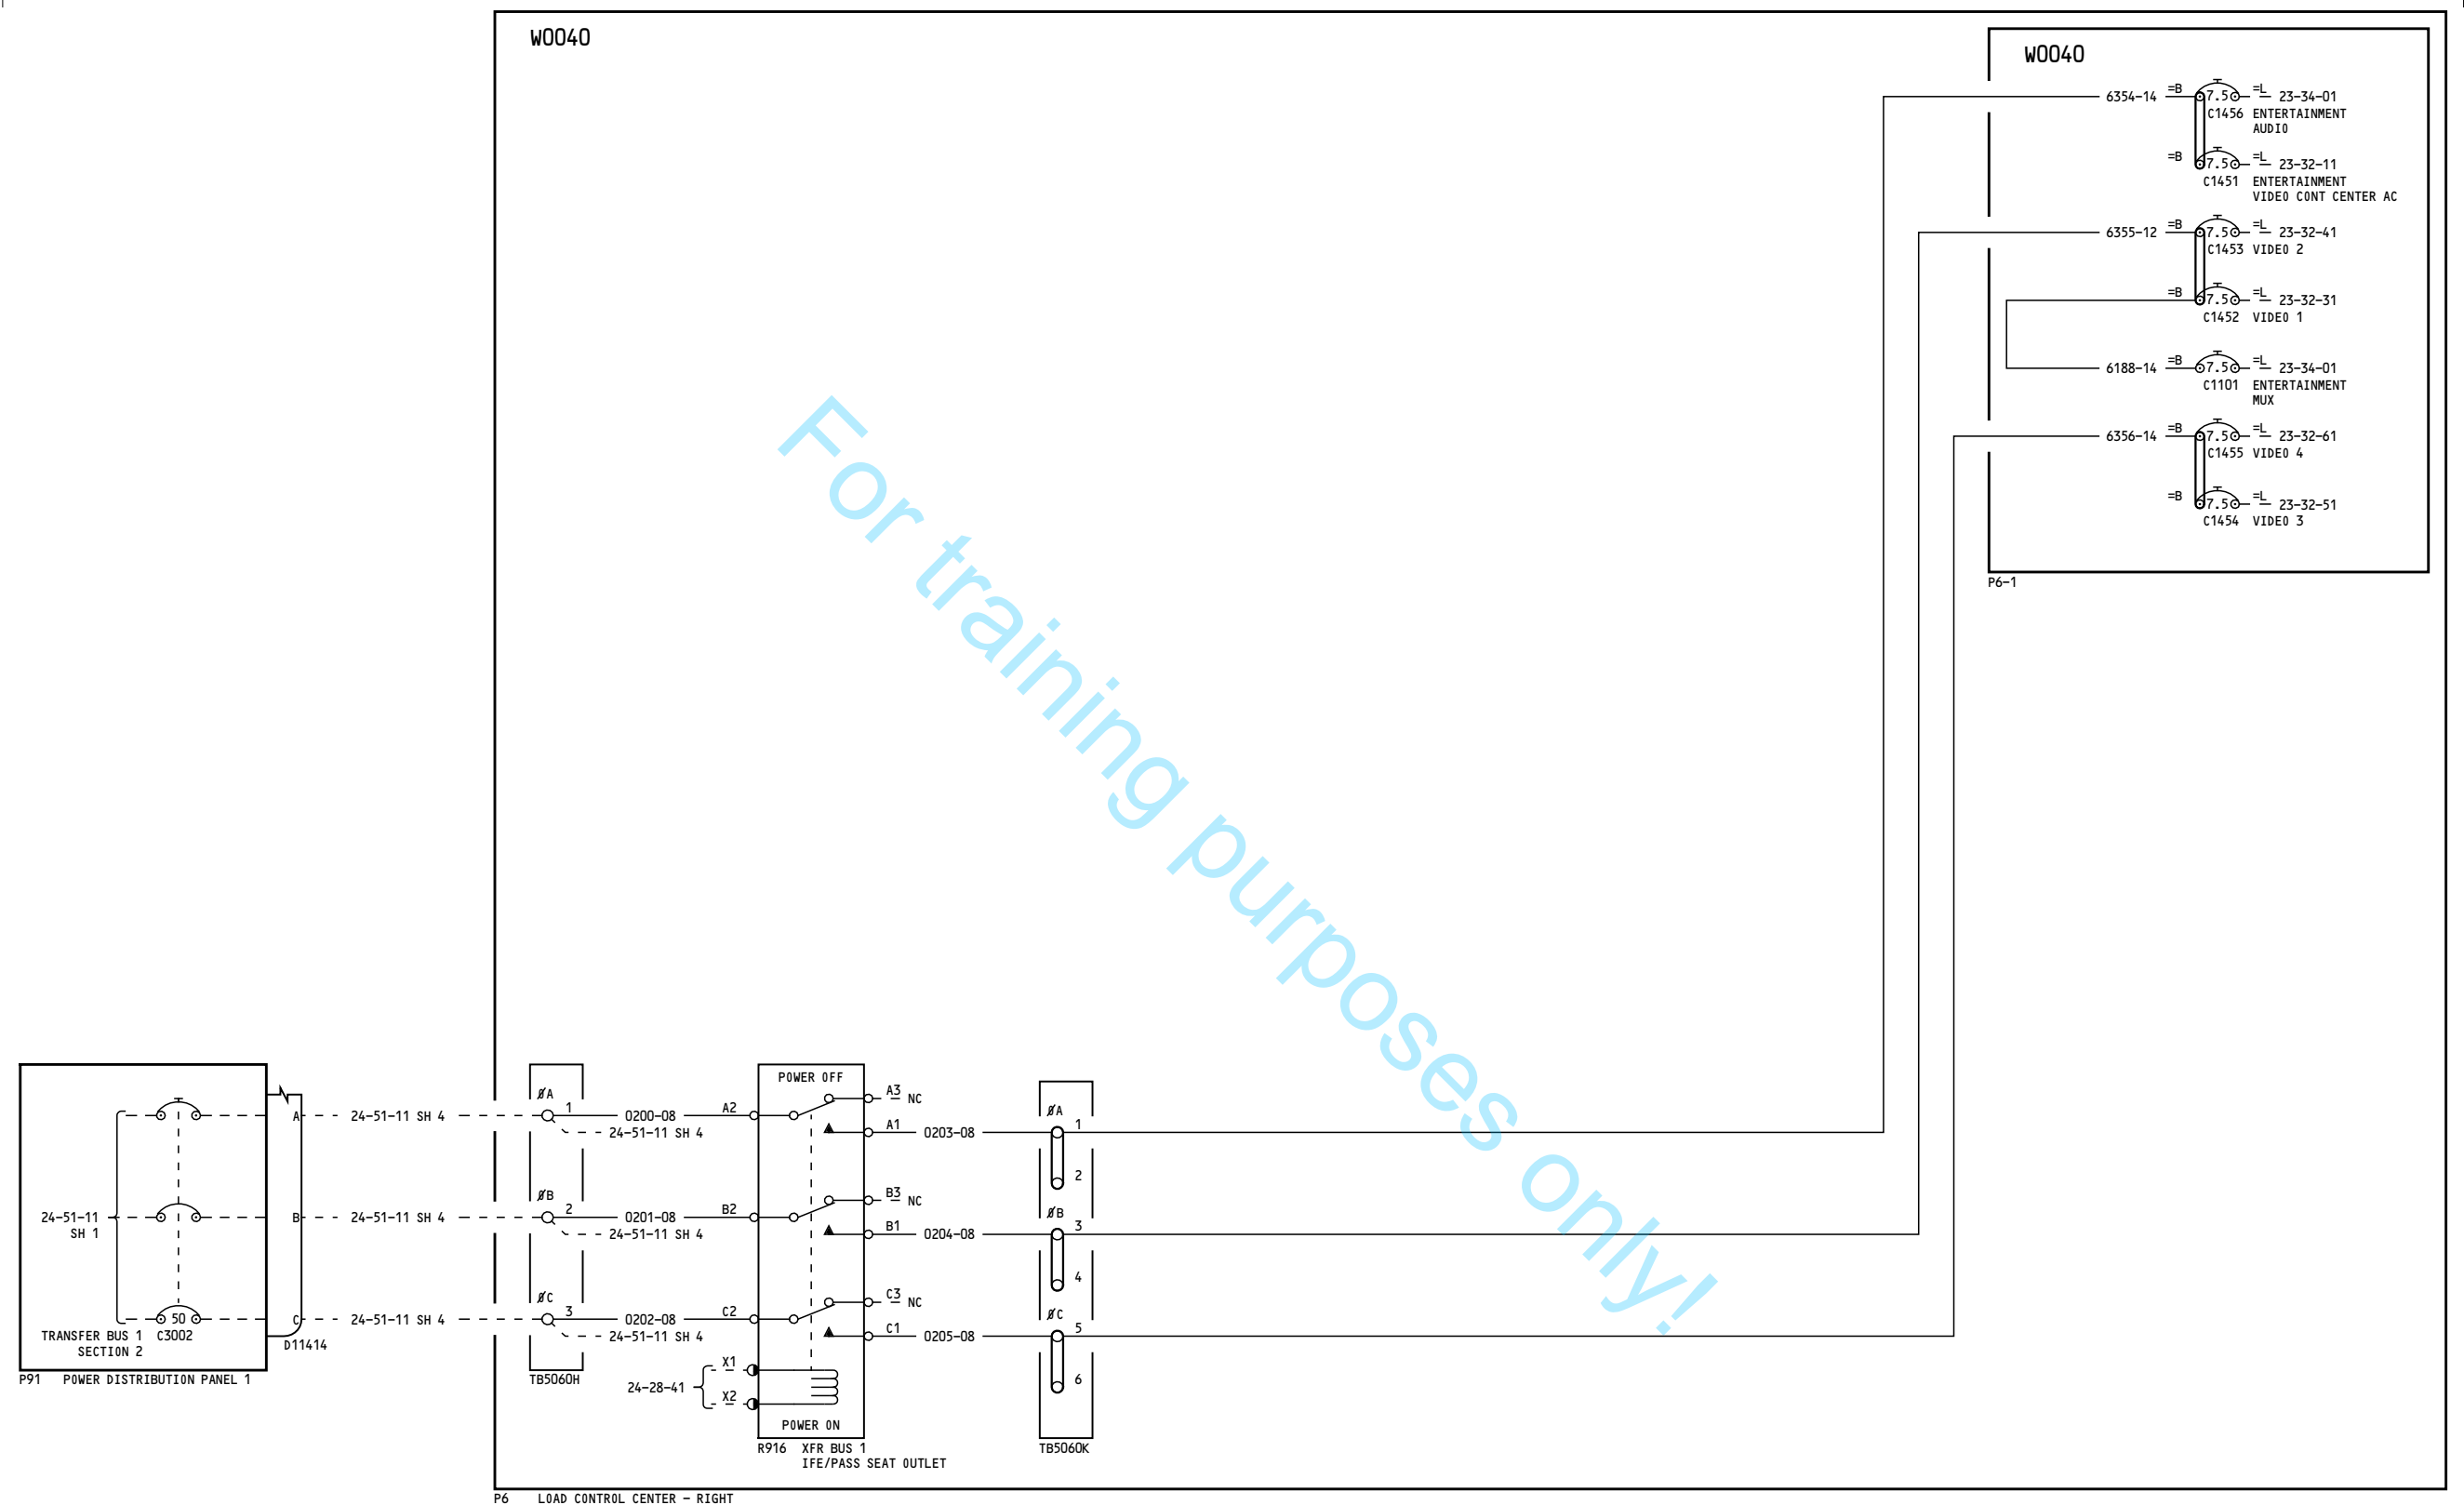 W0040
W0040
6354-14 =B 7.5 =L 23-34-01
C1456 ENTERTAINMENT
AUDIO
=B 7.5 =L 23-32-11
C1451 ENTERTAINMENT
VIDEO CONT CENTER AC
6355-12 =B 7.5 =L 23-32-41
C1453 VIDEO 2
=B 7.5 =L 23-32-31
C1452 VIDEO 1
6188-14 =B 7.5 =L 23-34-01
C1101 ENTERTAINMENT
MUX
6356-14 =B 7.5 =L 23-32-61
C1455 VIDEO 4
=B 7.5 =L 23-32-51
C1454 VIDEO 3
P6-1
For training purposes only!
24-51-11
SH 1
50
TRANSFER BUS 1 C3002
SECTION 2
P91 POWER DISTRIBUTION PANEL 1
A
B
C
D11414
24-51-11 SH 4
24-51-11 SH 4
24-51-11 SH 4
ØA
1
24-51-11 SH 4
ØB
2
24-51-11 SH 4
ØC
3
24-51-11 SH 4
TB5060H
0200-08 A2
0201-08 B2
0202-08 C2
24-28-41
X1
X2
POWER OFF
POWER ON
R916 XFR BUS 1
IFE/PASS SEAT OUTLET
A3 NC
A1 0203-08
B3 NC
B1 0204-08
C3 NC
C1 0205-08
ØA
1
2
ØB
3
4
ØC
5
6
TB5060K
P6 LOAD CONTROL CENTER - RIGHT